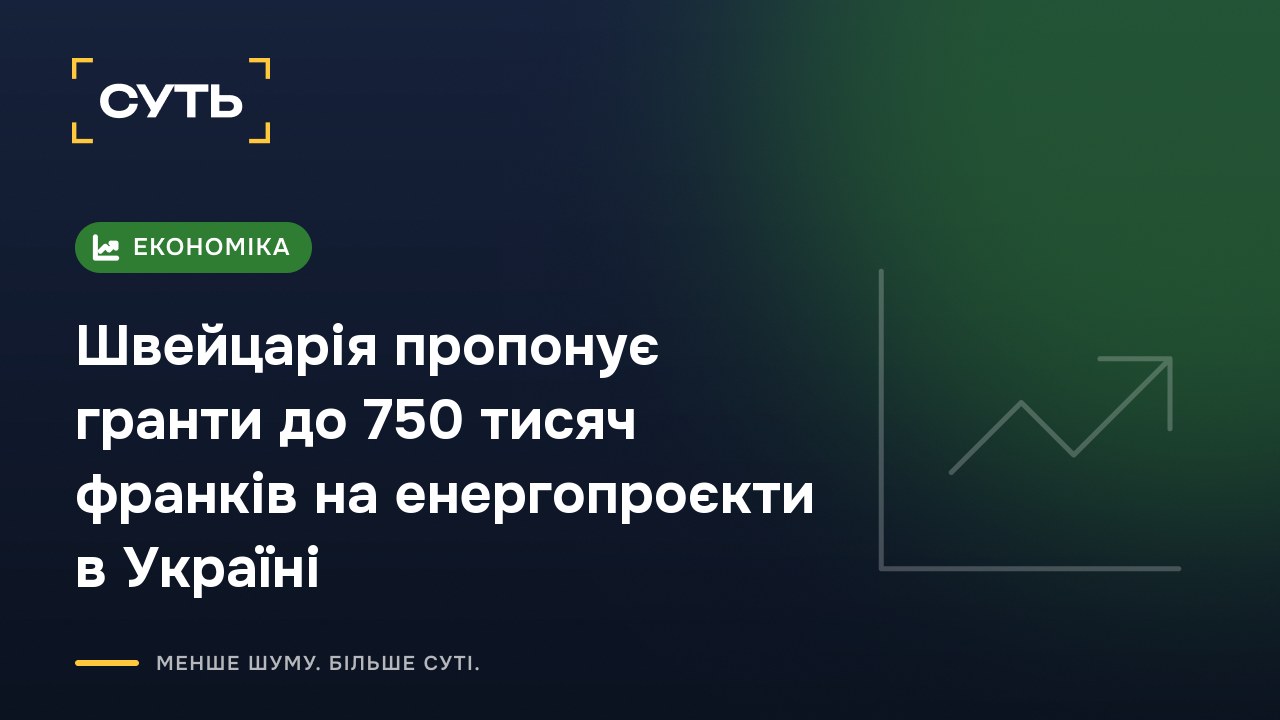 СУТЬ
ЕКОНОМІКА
Швейцарія пропонує
гранти до 750 тисяч
франків на енергопроєкти
в Україні
МЕНШЕ ШУМУ. БІЛЬШЕ СУТІ.